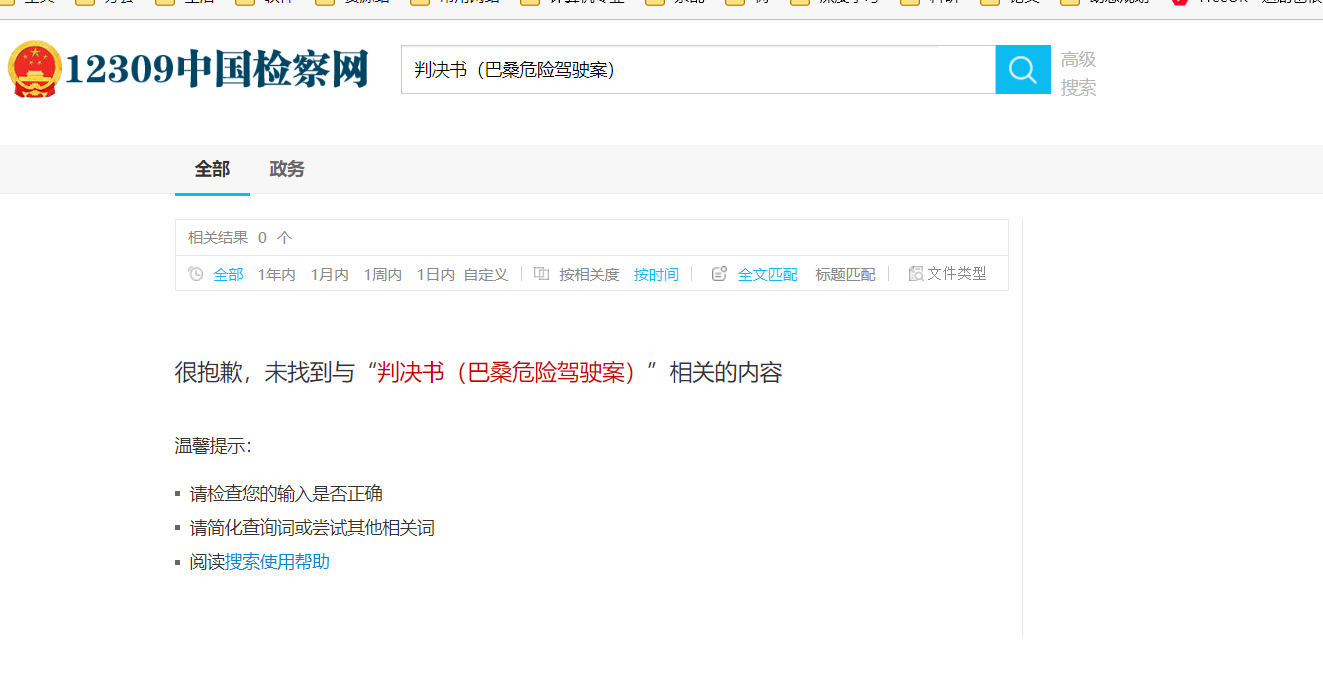 12309中国检察网
判决书（巴桑危险驾驶案）
高级
搜索
全部 政务
相关结果 0 个
全部 1年内 1月内 1周内 1日内 自定义 按相关度 按时间 全文匹配 标题匹配 文件类型
很抱歉，未找到与“判决书（巴桑危险驾驶案）”相关的内容
温馨提示：
请检查您的输入是否正确
请简化查询词或尝试其他相关词
阅读搜索使用帮助